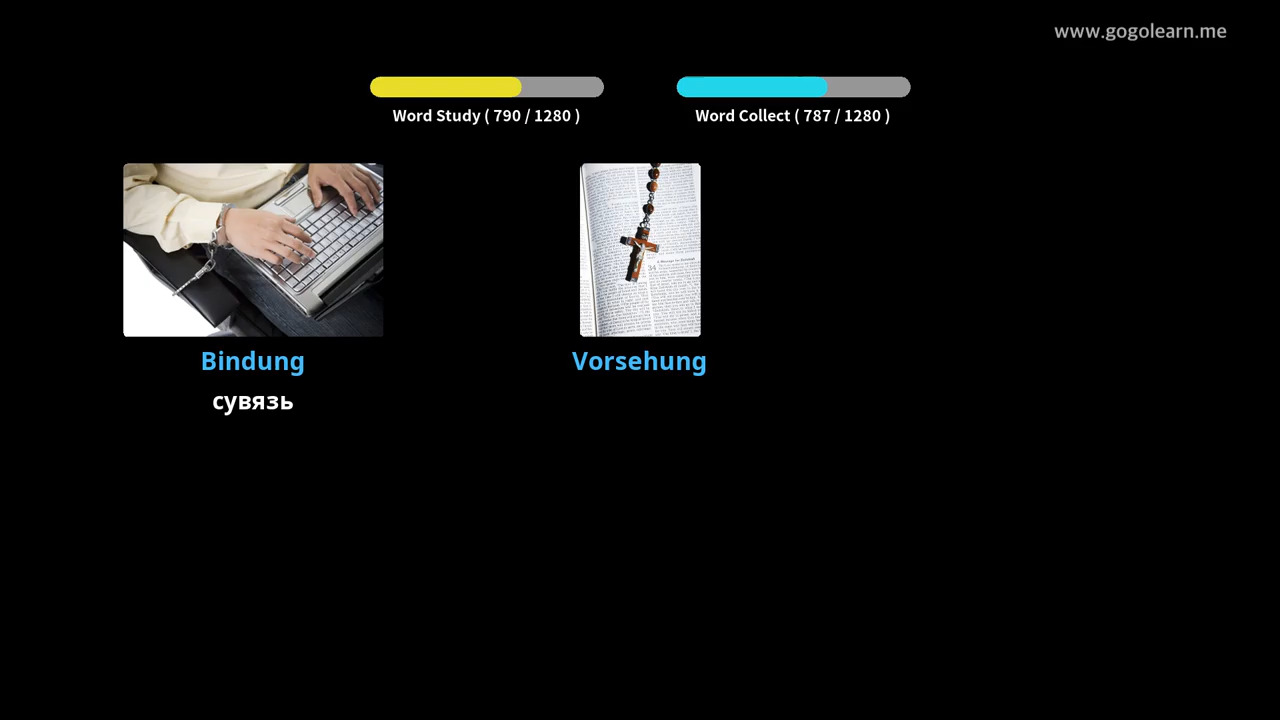 www.gogolearn.me
Word Study ( 790 / 1280 )
Word Collect ( 787 / 1280 )
Bindung
Vorsehung
сувязь